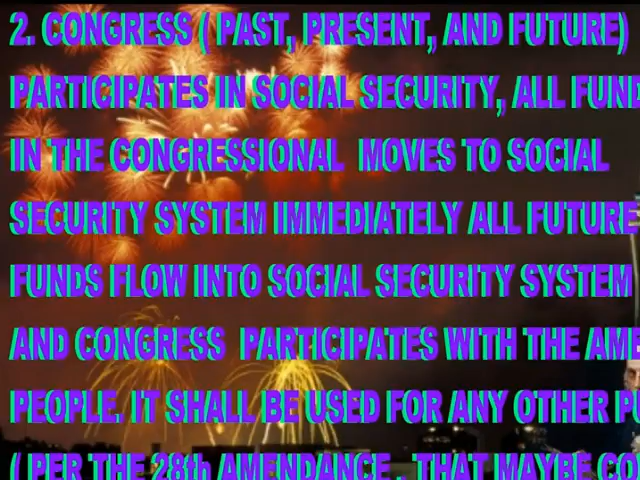 2. CONGRESS ( PAST, PRESENT, AND FUTURE)
PARTICIPATES IN SOCIAL SECURITY, ALL FUND
IN THE CONGRESSIONAL MOVES TO SOCIAL
SECURITY SYSTEM IMMEDIATELY ALL FUTURE
FUNDS FLOW INTO SOCIAL SECURITY SYSTEM
AND CONGRESS PARTICIPATES WITH THE AME
PEOPLE. IT SHALL BE USED FOR ANY OTHER PU
( PER THE 28th AMENDANCE , THAT MAYBE CO